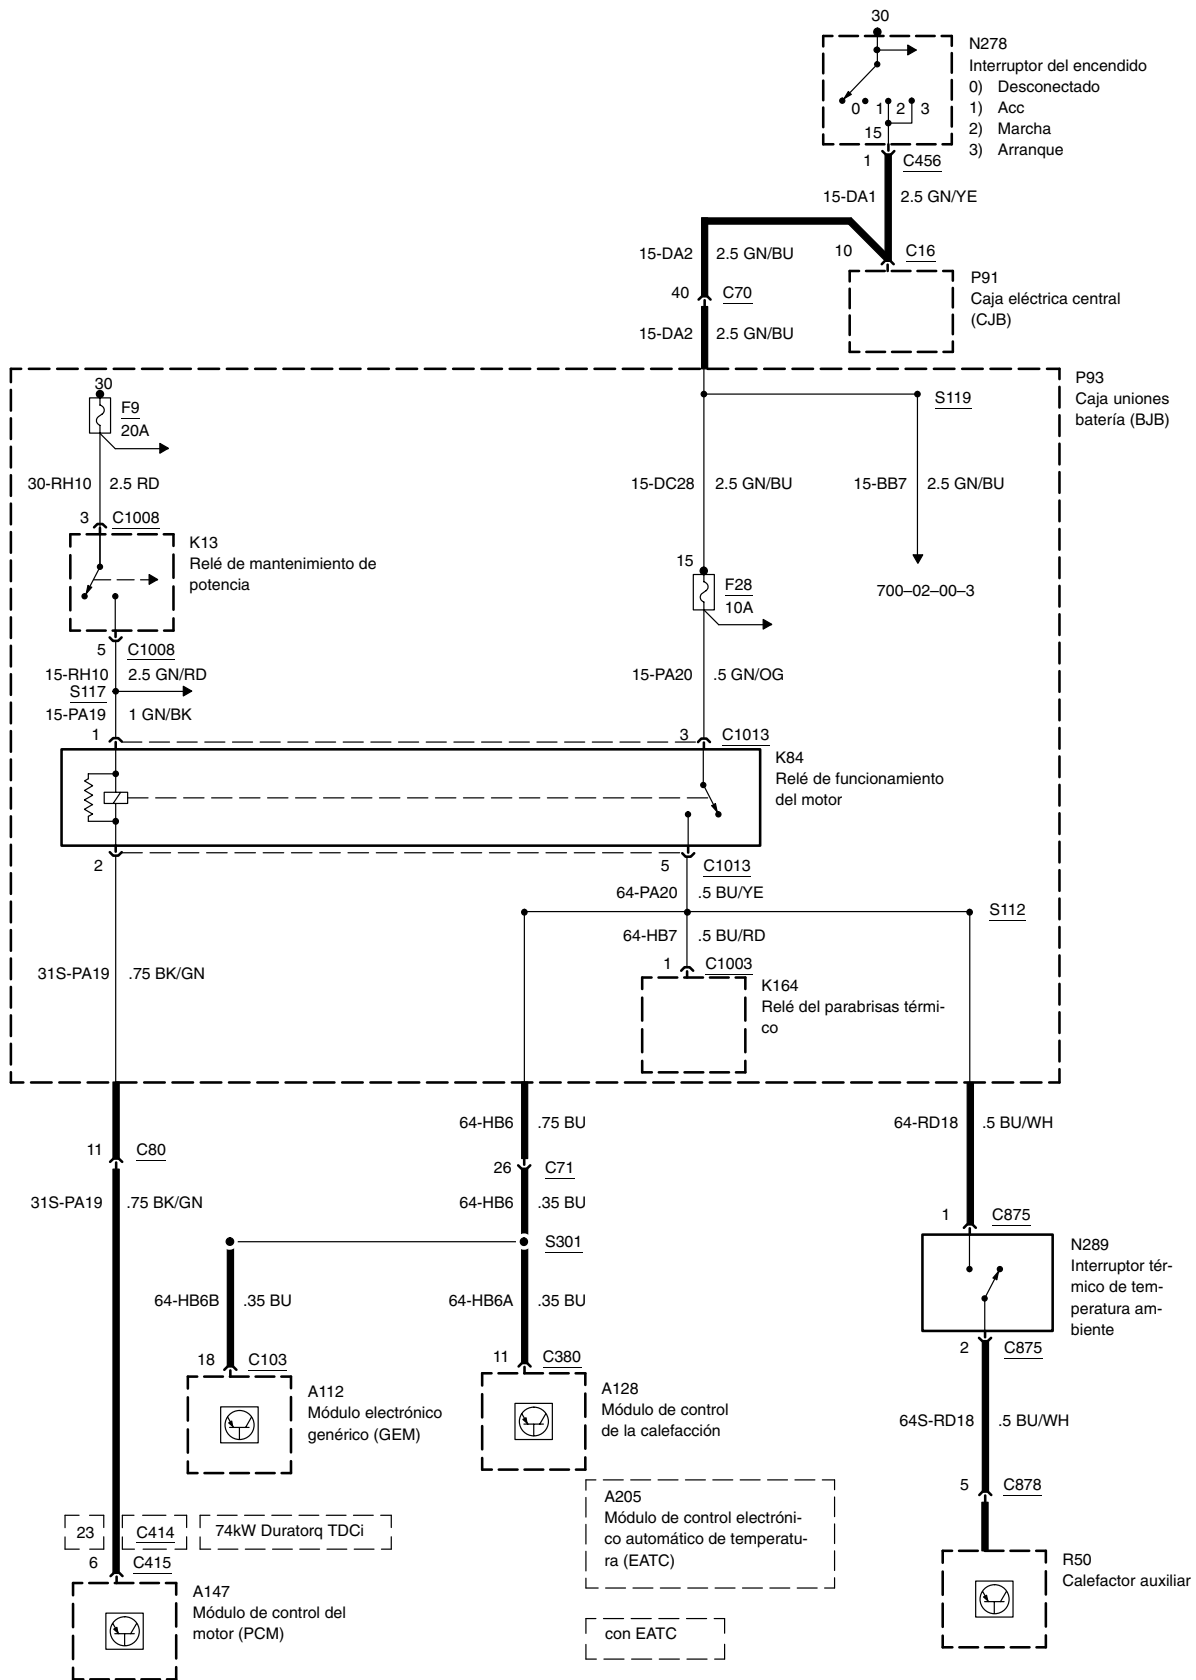 30
N278
Interruptor del encendido
0) Desconectado
1) Acc
2) Marcha
3) Arranque
0 1 2 3
15
1 C456
15-DA1 2.5 GN/YE
15-DA2 2.5 GN/BU
10 C16
P91
Caja eléctrica central
(CJB)
40 C70
15-DA2 2.5 GN/BU
P93
Caja uniones
batería (BJB)
30
F9
20A
S119
30-RH10 2.5 RD
15-DC28 2.5 GN/BU
15-BB7 2.5 GN/BU
3 C1008
K13
Relé de mantenimiento de
potencia
15
F28
10A
700–02–00–3
5 C1008
15-RH10 2.5 GN/RD
S117
15-PA19 1 GN/BK
15-PA20 .5 GN/OG
1
3 C1013
K84
Relé de funcionamiento
del motor
2
5 C1013
64-PA20 .5 BU/YE
S112
64-HB7 .5 BU/RD
31S-PA19 .75 BK/GN
1 C1003
K164
Relé del parabrisas térmi-
co
64-HB6 .75 BU
64-RD18 .5 BU/WH
11 C80
26 C71
31S-PA19 .75 BK/GN
64-HB6 .35 BU
1 C875
S301
N289
Interruptor tér-
mico de tem-
peratura am-
biente
64-HB6B .35 BU
64-HB6A .35 BU
2 C875
18 C103
11 C380
A112
Módulo electrónico
genérico (GEM)
A128
Módulo de control
de la calefacción
64S-RD18 .5 BU/WH
5 C878
A205
Módulo de control electróni-
co automático de temperatu-
ra (EATC)
23 C414 74kW Duratorq TDCi
6 C415
A147
Módulo de control del
motor (PCM)
R50
Calefactor auxiliar
con EATC